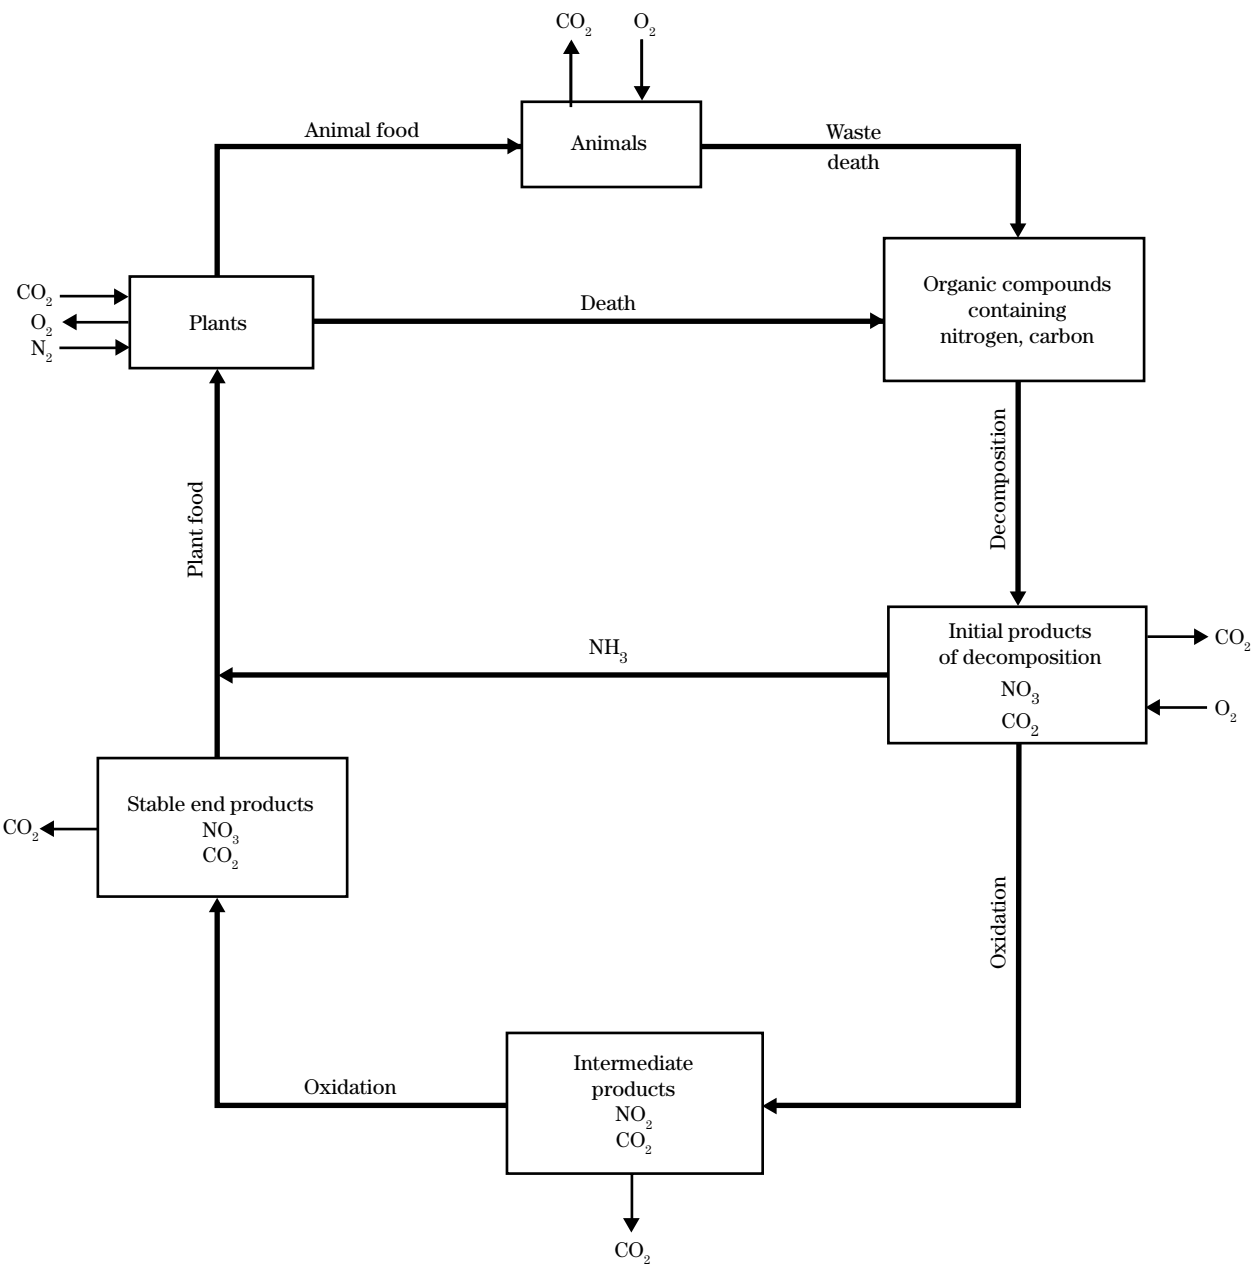 CO₂
O₂
Animal food
Animals
Waste
death
CO₂
O₂
N₂
Plants
Death
Organic compounds
containing
nitrogen, carbon
Plant food
Decomposition
NH₃
Initial products
of decomposition
NO₃
CO₂
CO₂
O₂
CO₂
Stable end products
NO₃
CO₂
Oxidation
Oxidation
Intermediate
products
NO₂
CO₂
CO₂